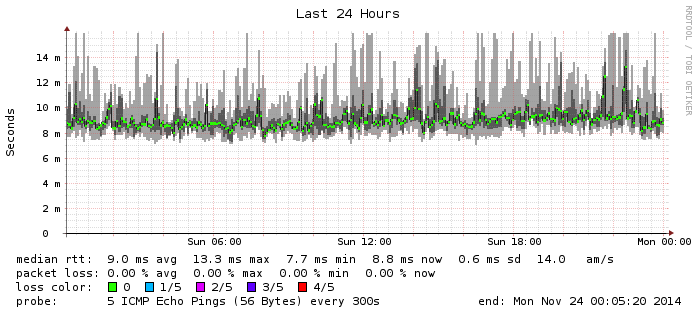 Last 24 Hours
RRDTOOL / TOBI OETIKER
Seconds
14 m
12 m
10 m
8 m
6 m
4 m
2 m
0
Sun 06:00 Sun 12:00 Sun 18:00 Mon 00:00
median rtt: 9.0 ms avg 13.3 ms max 7.7 ms min 8.8 ms now 0.6 ms sd 14.0 am/s
packet loss: 0.00 % avg 0.00 % max 0.00 % min 0.00 % now
loss color: 0 1/5 2/5 3/5 4/5
probe: 5 ICMP Echo Pings (56 Bytes) every 300s end: Mon Nov 24 00:05:20 2014